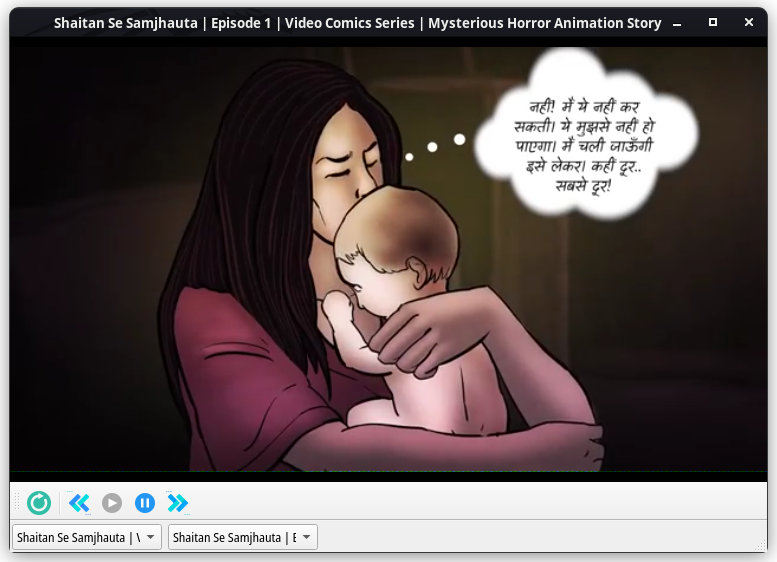 Shaitan Se Samjhauta | Episode 1 | Video Comics Series | Mysterious Horror Animation Story
नहीं! मैं ये नहीं कर
सकती। ये मुझसे नहीं हो
पाएगा। मैं चली जाऊँगी
इसे लेकर। कहीं दूर..
सबसे दूर!
Shaitan Se Samjhauta | \
Shaitan Se Samjhauta | E